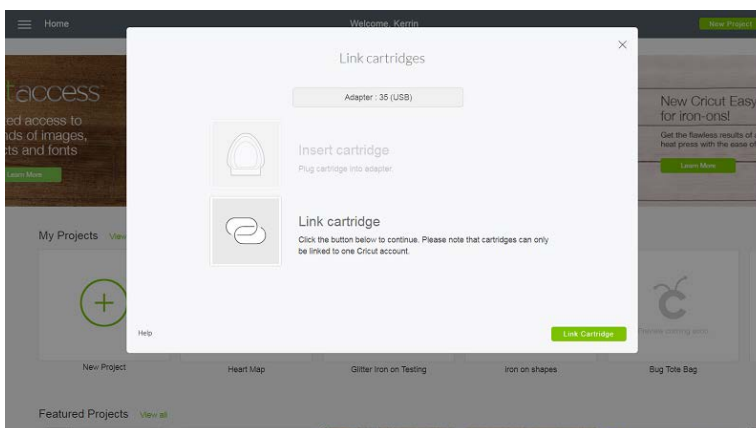 Home
Welcome, Kerrin
New Project
Link cartridges
Adapter : 35 (USB)
Insert cartridge
Plug cartridge into adapter
Link cartridge
Click the button below to continue. Please note that cartridges can only
be linked to one Cricut account.
Help
Link Cartridge
access
ed access to
nds of images,
cts and fonts
Learn More
New Cricut Easy
for iron-ons!
Get the flawless results of a
heat press with the ease of
Learn More
My Projects
View
New Project
Heart Map
Glitter Iron on Testing
iron on shapes
Bug Tote Bag
Featured Projects
View all